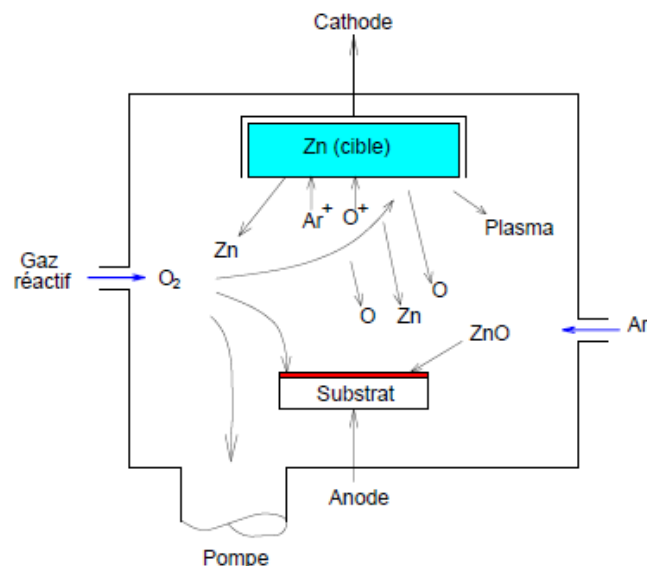 Cathode
Zn (cible)
Ar+
O+
Zn
Plasma
Gaz
réactif
O2
O
Zn
O
ZnO
Ar
Substrat
Anode
Pompe